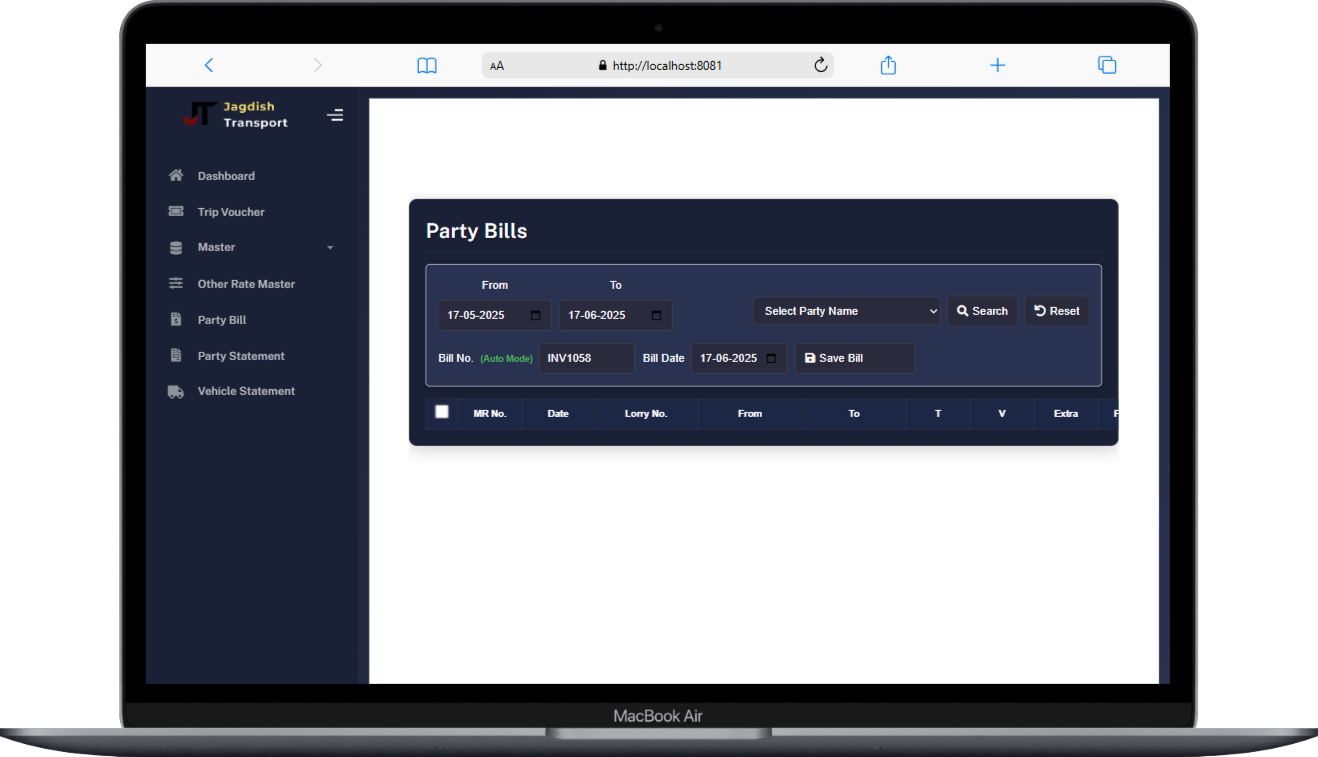 AA http://localhost:8081
Jagdish
Transport
Dashboard
Trip Voucher
Master
Other Rate Master
Party Bill
Party Statement
Vehicle Statement
Party Bills
From To
17-05-2025 17-06-2025 Select Party Name Search Reset
Bill No. (Auto Mode) INV1058 Bill Date 17-06-2025 Save Bill
MR No. Date Lorry No. From To T V Extra
MacBook Air